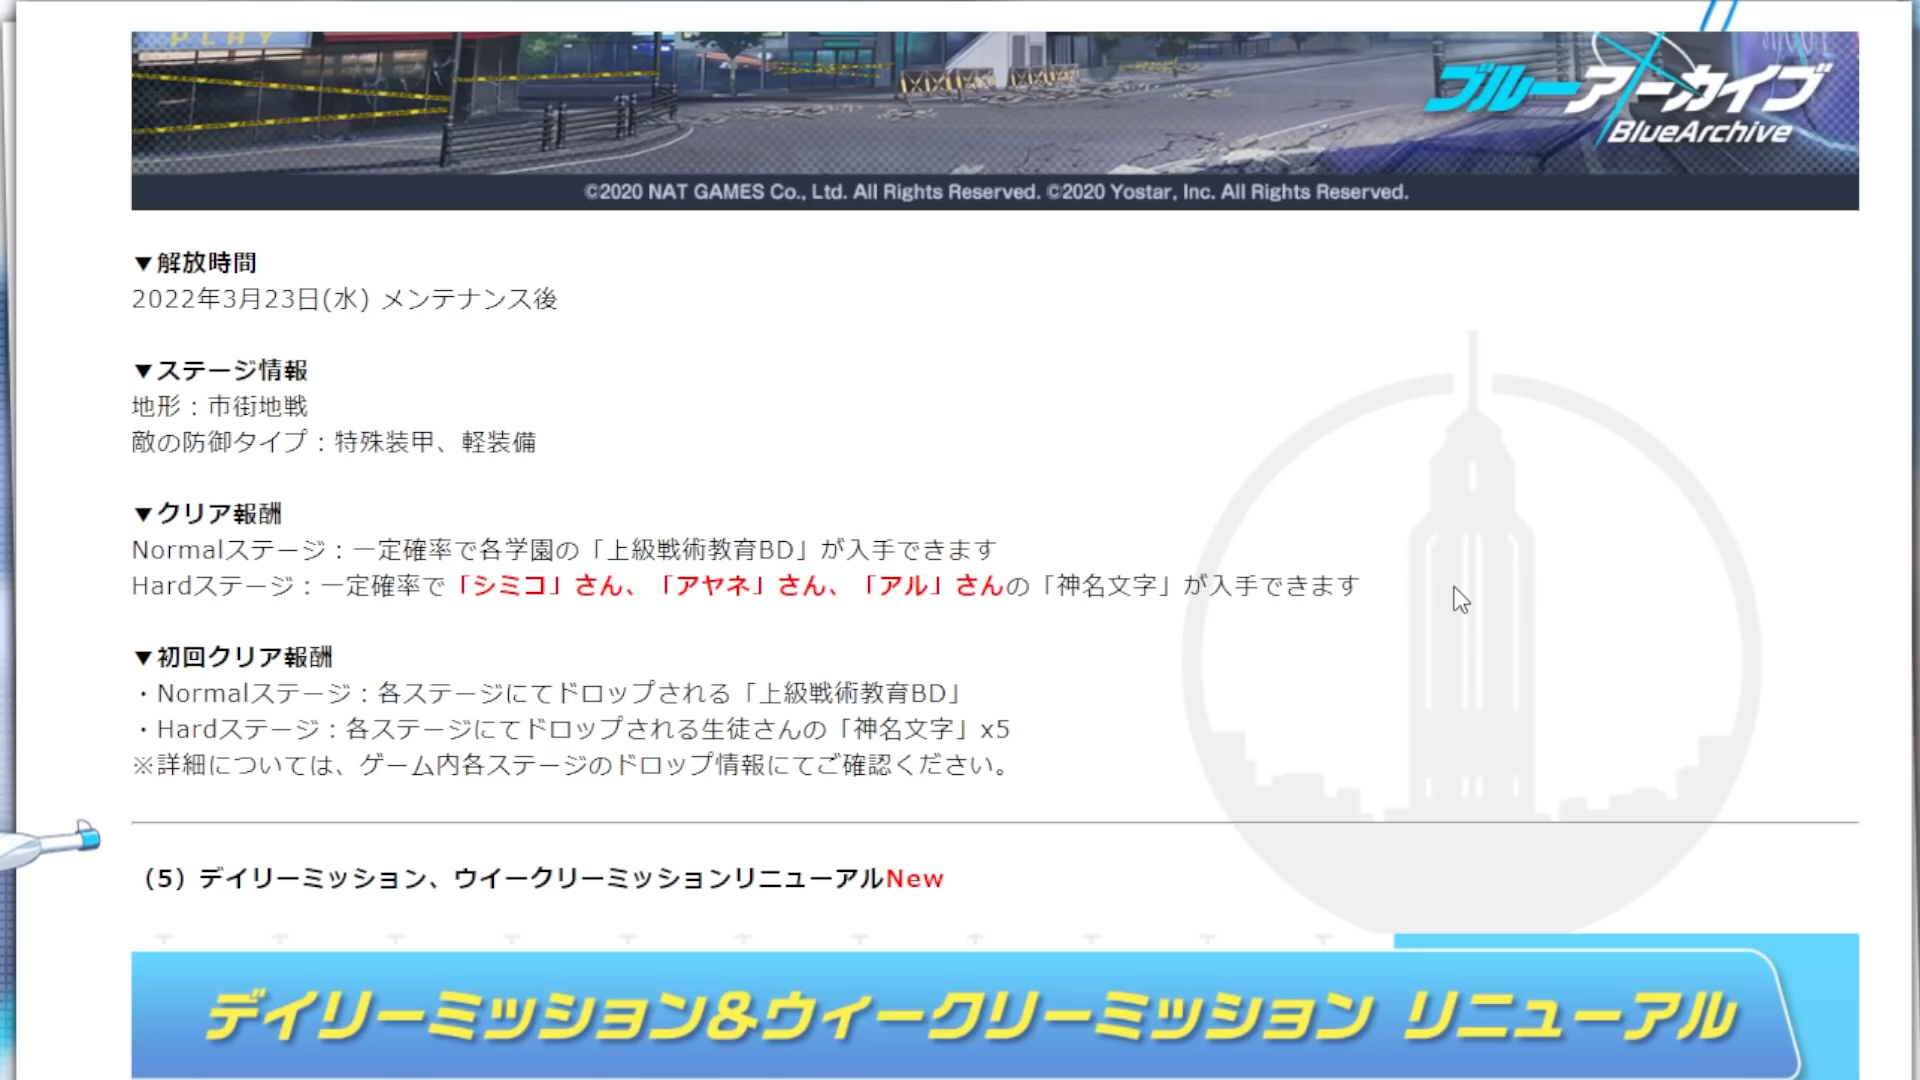 PLAY
ブルーアーカイブ
BlueArchive
©2020 NAT GAMES Co., Ltd. All Rights Reserved. ©2020 Yostar, Inc. All Rights Reserved.
▼解放時間
2022年3月23日(水) メンテナンス後
▼ステージ情報
地形：市街地戦
敵の防御タイプ：特殊装甲、軽装備
▼クリア報酬
Normalステージ：一定確率で各学園の「上級戦術教育BD」が入手できます
Hardステージ：一定確率で「シミコ」さん、「アヤネ」さん、「アル」さんの「神名文字」が入手できます
▼初回クリア報酬
・Normalステージ：各ステージにてドロップされる「上級戦術教育BD」
・Hardステージ：各ステージにてドロップされる生徒さんの「神名文字」x5
※詳細については、ゲーム内各ステージのドロップ情報にてご確認ください。
（5）デイリーミッション、ウイークリーミッションリニューアルNew
デイリーミッション&ウィークリーミッション リニューアル